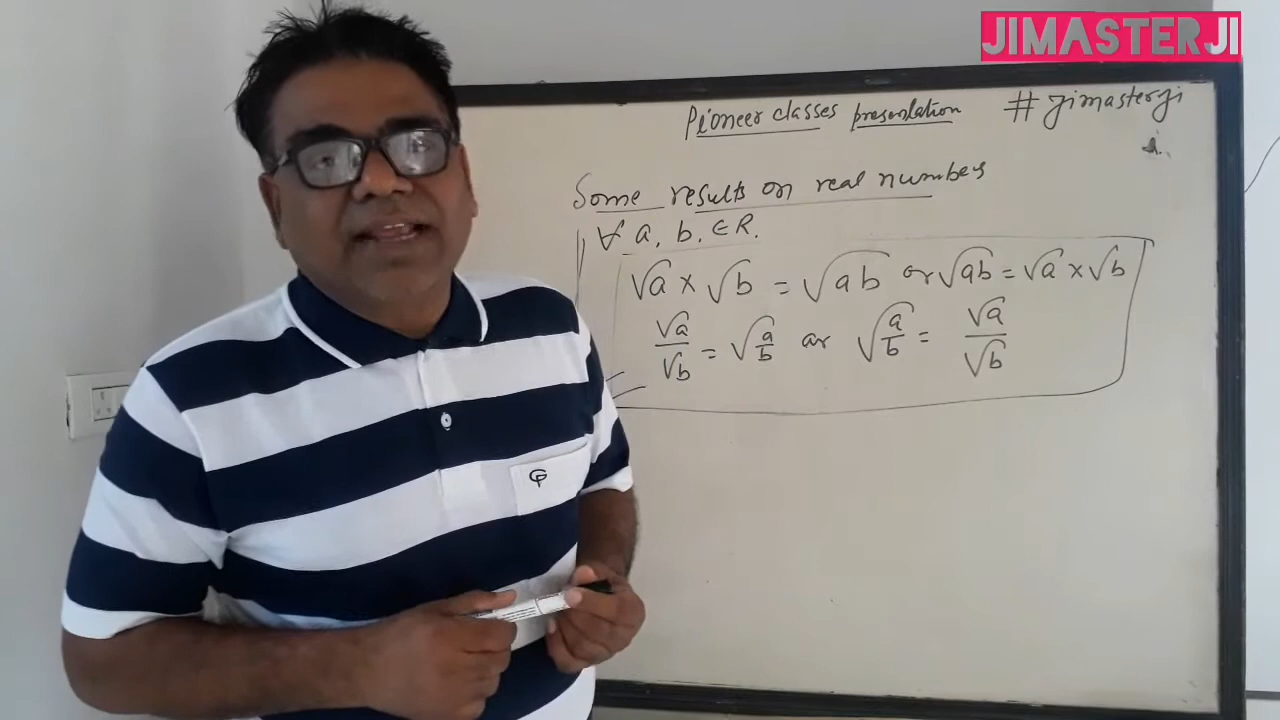 JIMASTERJI
Pioneer classes presentation # Jimasterji
Some results on real numbers
∀ a, b, ∈ R.
√a × √b = √ab or √ab = √a × √b
√a/√b = √a/b or √a/b = √a/√b